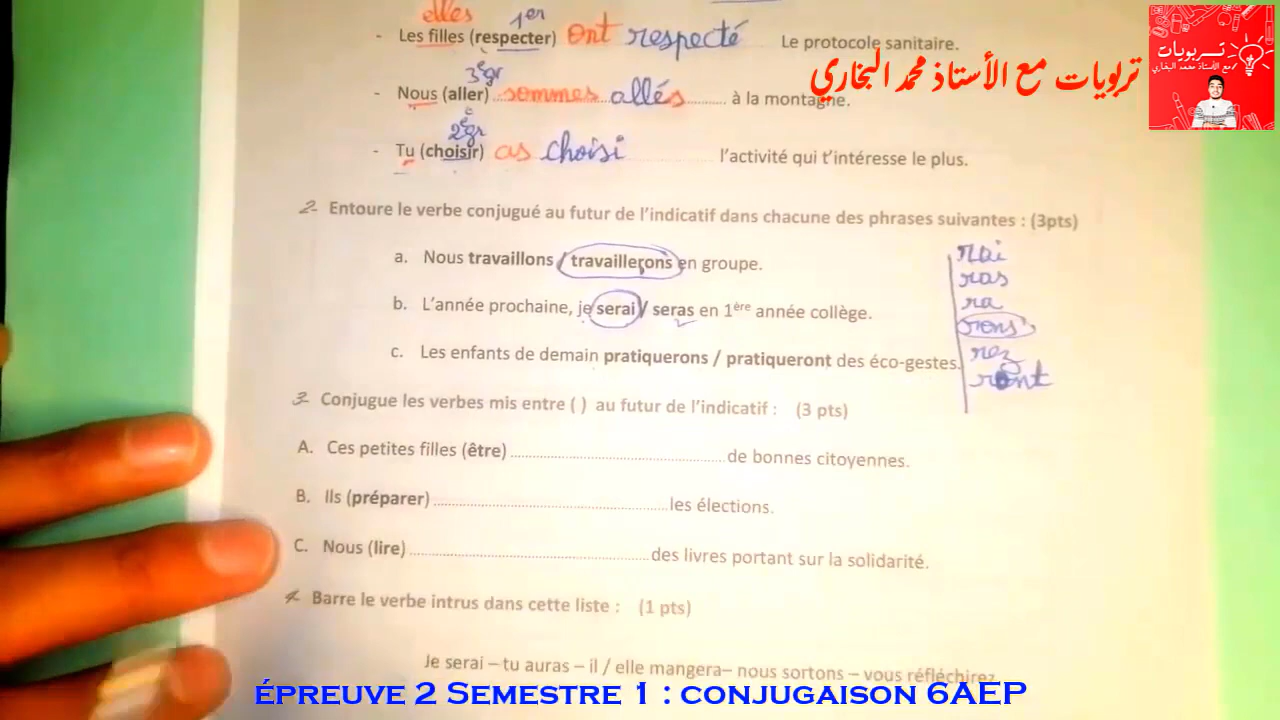 elles 1er
- Les filles (respecter) ont respecté Le protocole sanitaire.
تربويات مع الأستاذ محمد البخاري
تربويات
مع الأستاذ محمد البخاري
3e gr
- Nous (aller) sommes allés à la montagne.
2e gr
- Tu (choisir) as choisi l'activité qui t'intéresse le plus.
2- Entoure le verbe conjugué au futur de l'indicatif dans chacune des phrases suivantes : (3pts)
a. Nous travaillons / travaillerons en groupe.
b. L'année prochaine, je serai / seras en 1ère année collège.
c. Les enfants de demain pratiquerons / pratiqueront des éco-gestes.
rai
ras
ra
rons
rez
ront
3- Conjugue les verbes mis entre ( ) au futur de l'indicatif : (3 pts)
A. Ces petites filles (être) ........................ de bonnes citoyennes.
B. Ils (préparer) ........................ les élections.
C. Nous (lire) ........................ des livres portant sur la solidarité.
4- Barre le verbe intrus dans cette liste : (1 pts)
Je serai – tu auras – il / elle mangera– nous sortons – vous réfléchirez
épreuve 2 Semestre 1 : conjugaison 6AEP